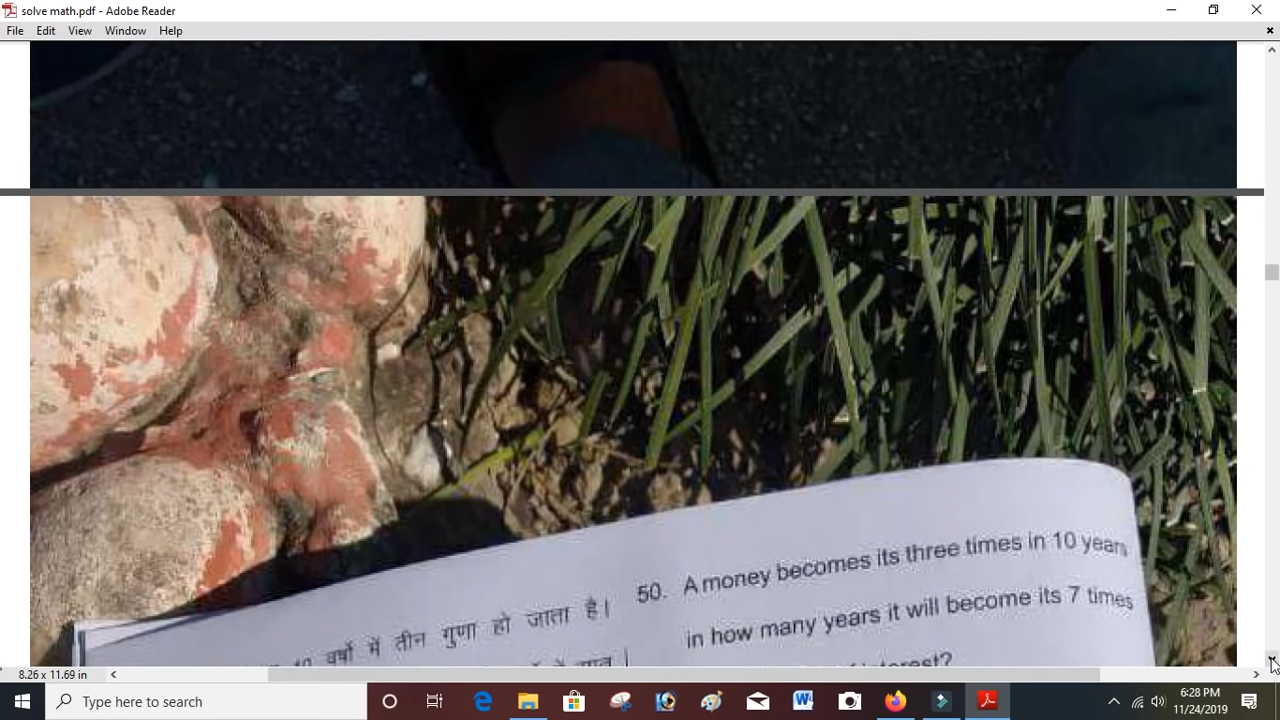 solve math.pdf - Adobe Reader
File Edit View Window Help
वर्षों में तीन गुणा हो जाता है।
50. A money becomes its three times in 10 years
in how many years it will become its 7 times
interest?
8.26 x 11.69 in
Type here to search
6:28 PM
11/24/2019